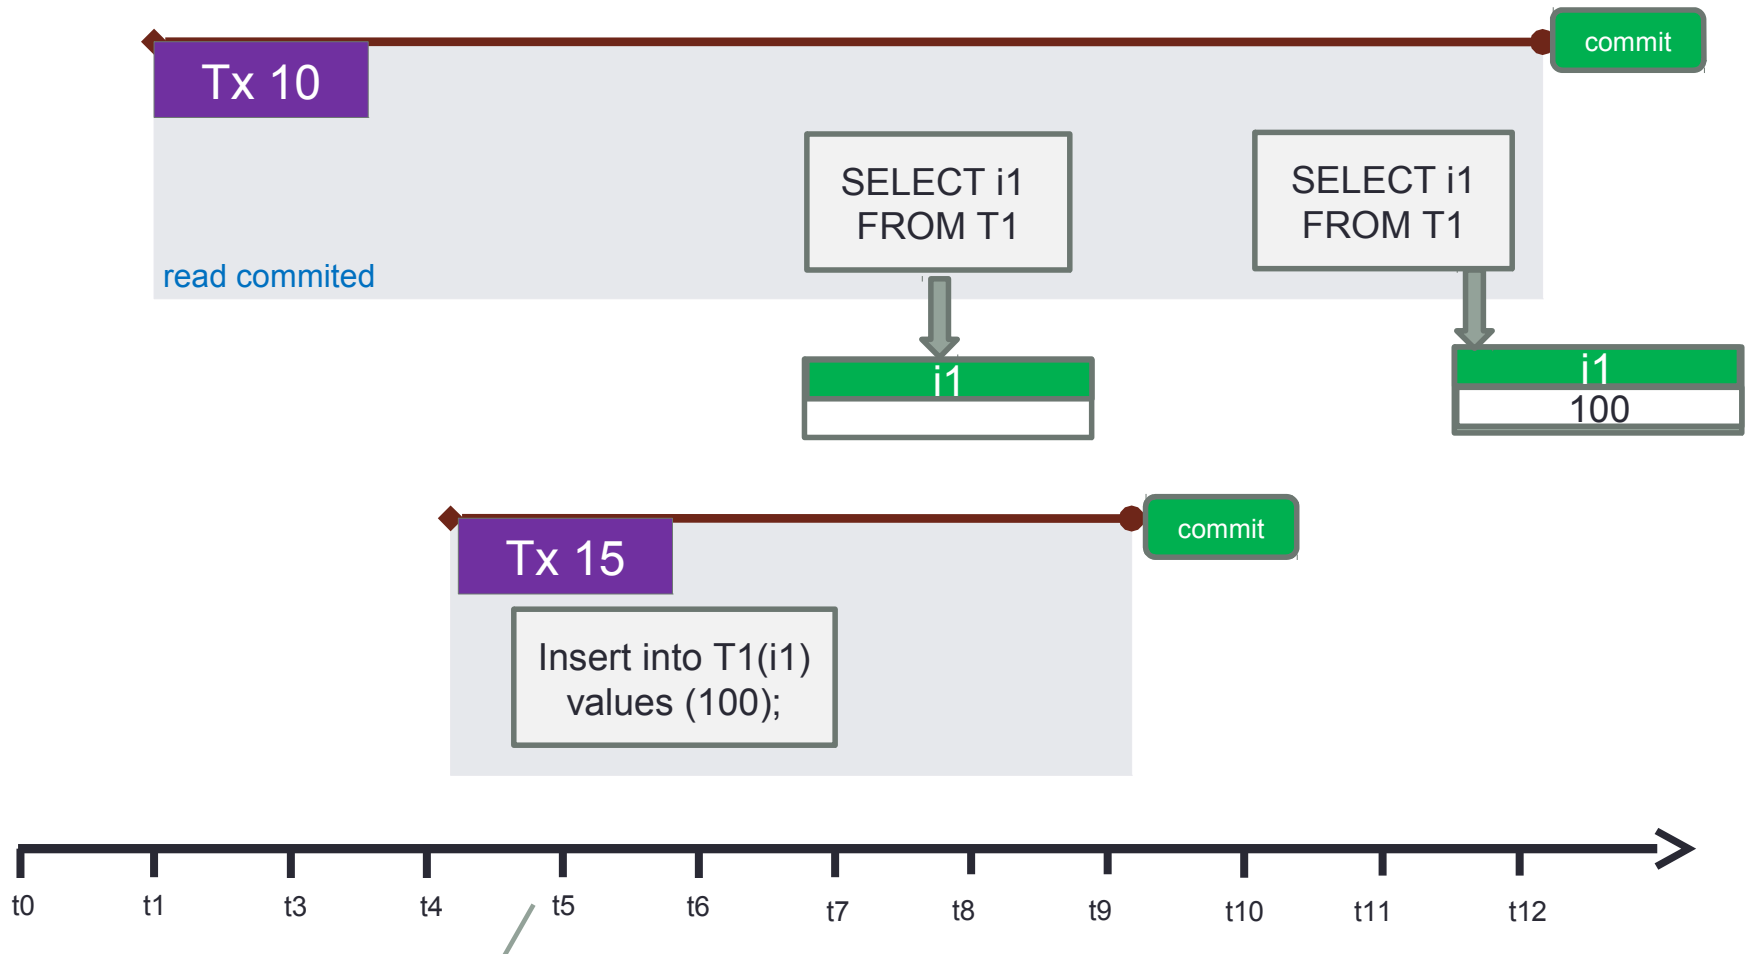 commit
Tx 10
SELECT i1
FROM T1
SELECT i1
FROM T1
read commited
i1
i1
100
commit
Tx 15
Insert into T1(i1)
values (100);
t0 t1 t3 t4 t5 t6 t7 t8 t9 t10 t11 t12